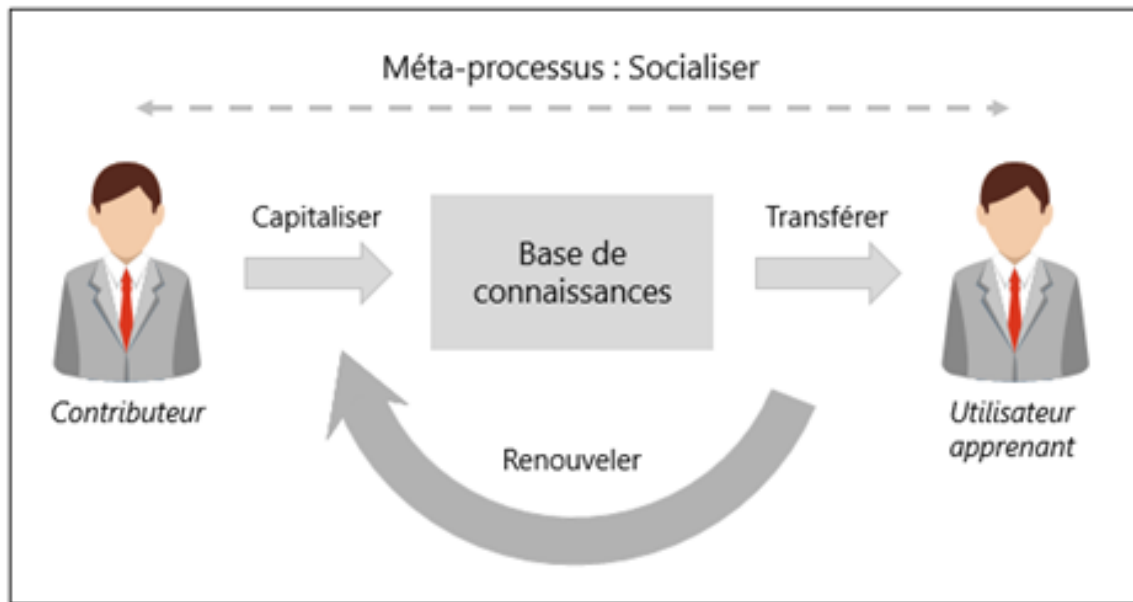 Méta-processus : Socialiser
Capitaliser
Transférer
Base de
connaissances
Contributeur
Utilisateur
apprenant
Renouveler